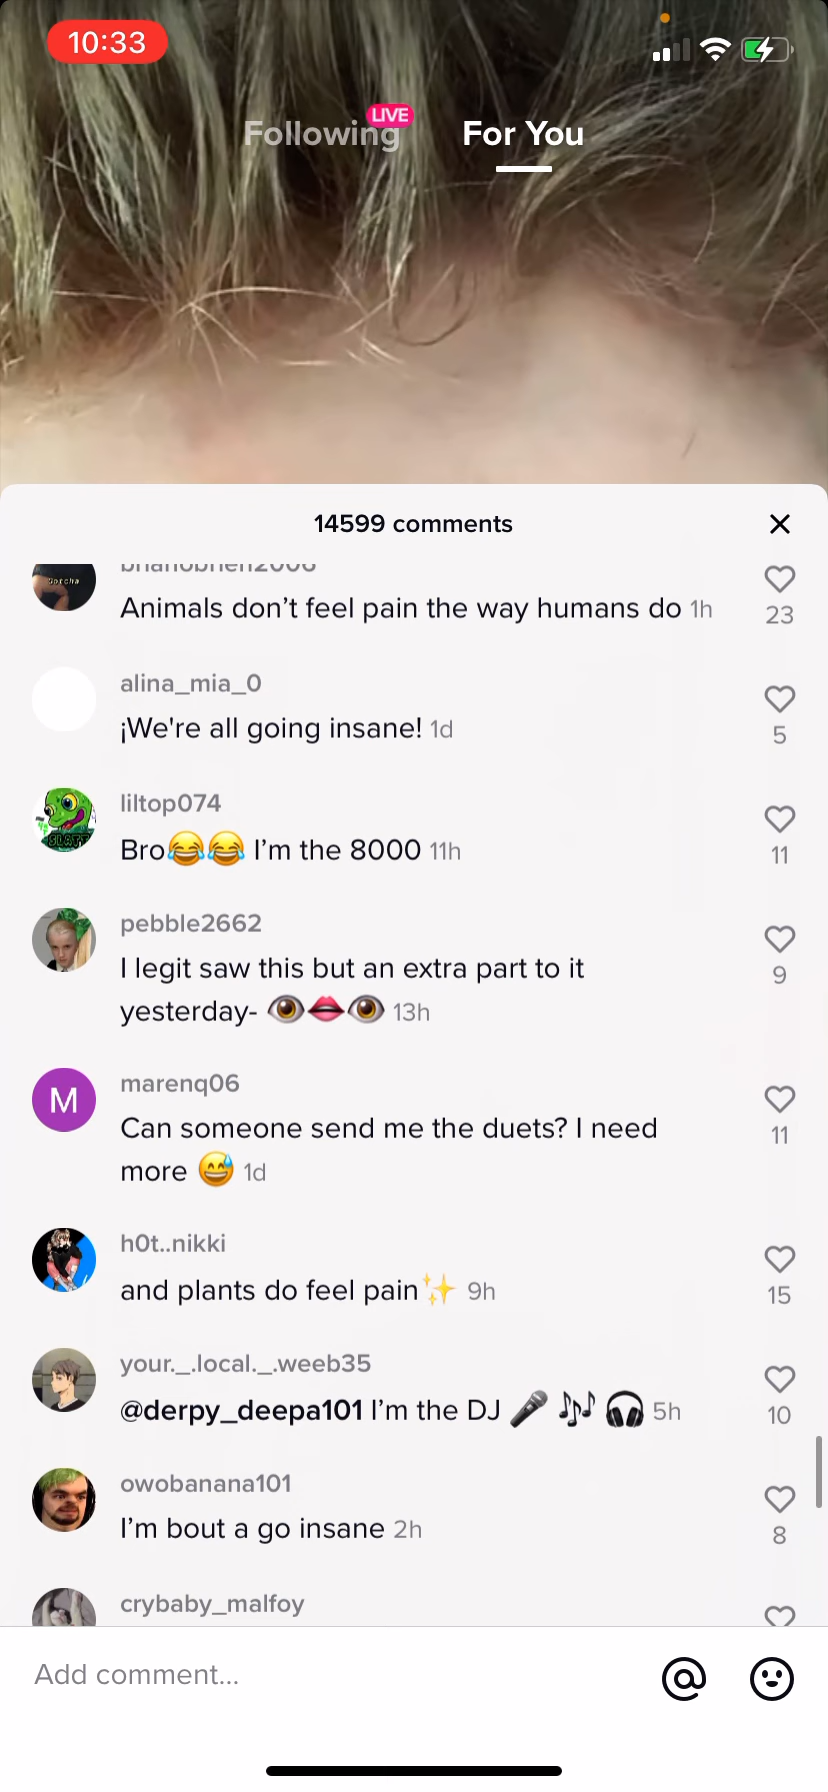 10:33
Following
LIVE
For You
14599 comments
brianobrien2006
Animals don’t feel pain the way humans do 1h
23
alina_mia_0
¡We're all going insane! 1d
5
liltop074
Bro😂😂 I’m the 8000 11h
11
pebble2662
I legit saw this but an extra part to it
yesterday- 👁👄👁 13h
9
M
marenq06
Can someone send me the duets? I need
more 😅 1d
11
h0t..nikki
and plants do feel pain✨ 9h
15
your._.local._.weeb35
@derpy_deepa101 I’m the DJ 🎤 🎶 🎧 5h
10
owobanana101
I’m bout a go insane 2h
8
crybaby_malfoy
Add comment...